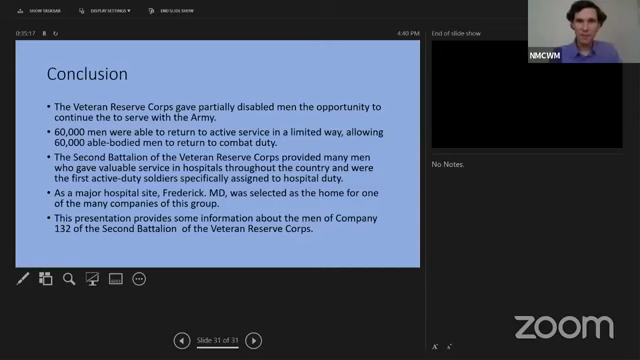 SHOW TASKBAR
DISPLAY SETTINGS
END SLIDE SHOW
0:35:17
4:40 PM
End of slide show
NMCWM
Conclusion
• The Veteran Reserve Corps gave partially disabled men the opportunity to
continue the to serve with the Army.
• 60,000 men were able to return to active service in a limited way, allowing
60,000 able-bodied men to return to combat duty.
• The Second Battalion of the Veteran Reserve Corps provided many men
who gave valuable service in hospitals throughout the country and were
the first active-duty soldiers specifically assigned to hospital duty.
• As a major hospital site, Frederick. MD, was selected as the home for one
of the many companies of this group.
• This presentation provides some information about the men of Company
132 of the Second Battalion of the Veteran Reserve Corps.
No Notes.
Slide 31 of 31
A A
zoom